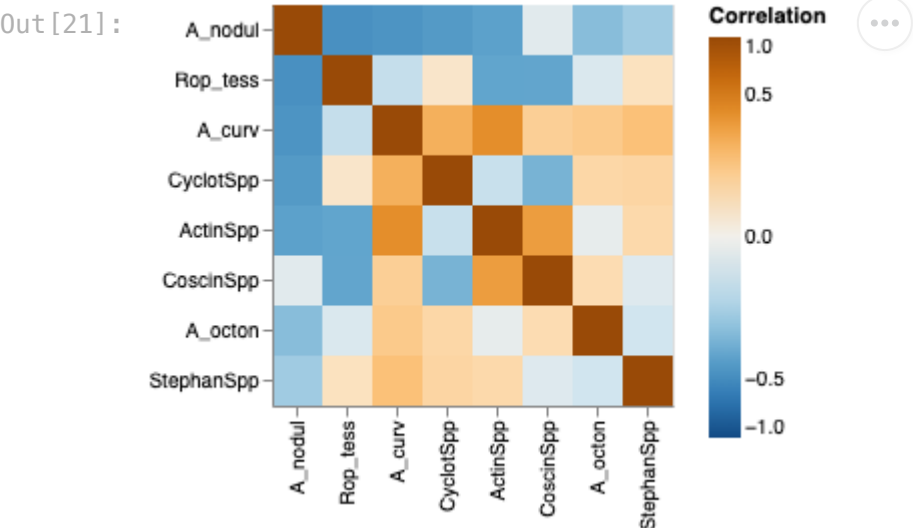 Out[21]:
Correlation
A_nodul
Rop_tess
A_curv
CyclotSpp
ActinSpp
CoscinSpp
A_octon
StephanSpp
1.0
0.5
0.0
−0.5
−1.0
A_nodul
Rop_tess
A_curv
CyclotSpp
ActinSpp
CoscinSpp
A_octon
StephanSpp